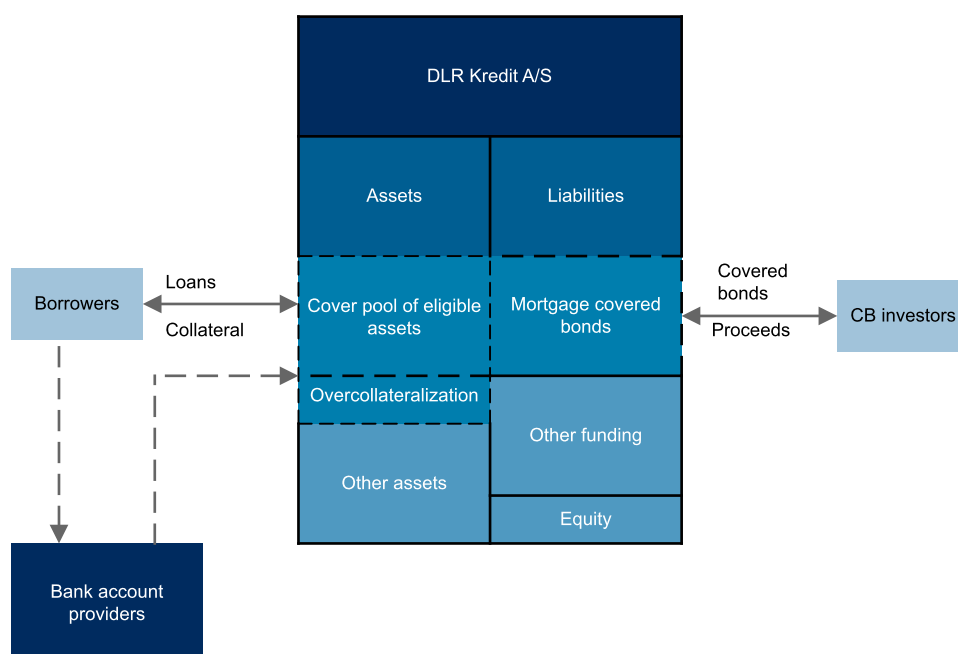 DLR Kredit A/S
Assets
Liabilities
Borrowers
Loans
Collateral
Cover pool of eligible
assets
Mortgage covered
bonds
Covered
bonds
Proceeds
CB investors
Overcollateralization
Other funding
Other assets
Equity
Bank account
providers